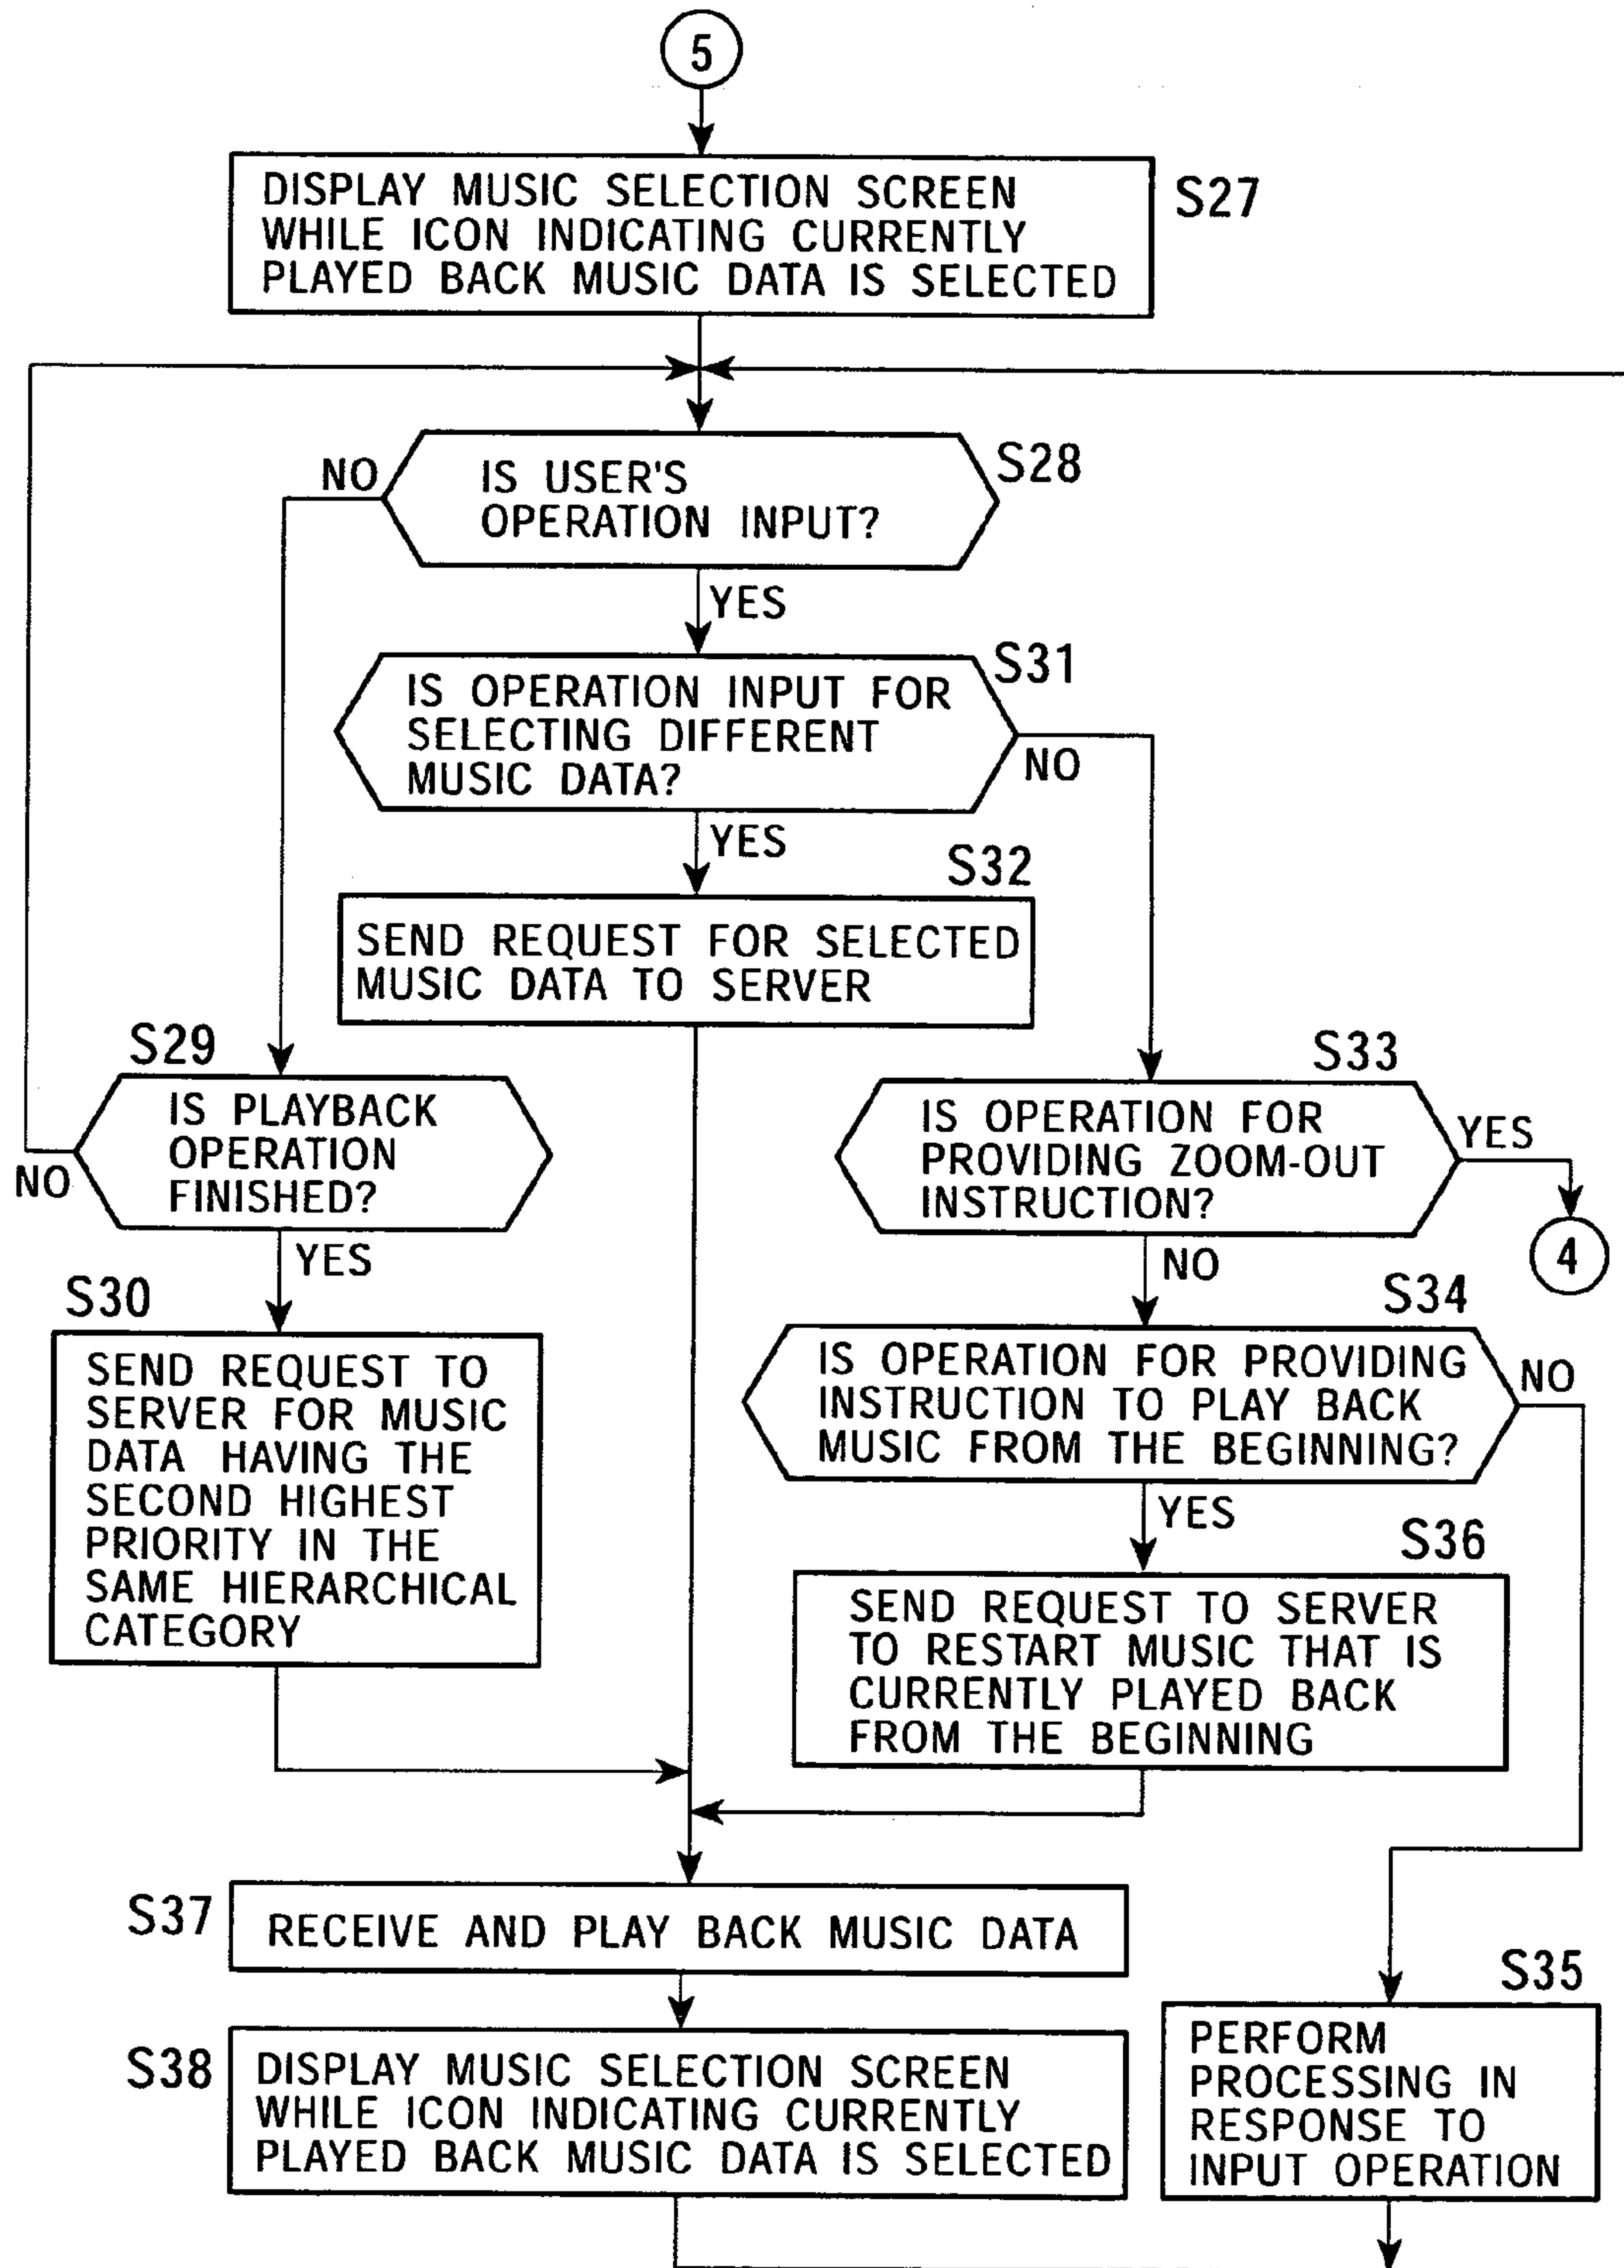 5
DISPLAY MUSIC SELECTION SCREEN
WHILE ICON INDICATING CURRENTLY
PLAYED BACK MUSIC DATA IS SELECTED
S27
NO
IS USER'S
OPERATION INPUT?
S28
YES
IS OPERATION INPUT FOR
SELECTING DIFFERENT
MUSIC DATA?
S31
NO
YES
S32
SEND REQUEST FOR SELECTED
MUSIC DATA TO SERVER
S29
IS PLAYBACK
OPERATION
FINISHED?
NO
YES
S33
IS OPERATION FOR
PROVIDING ZOOM-OUT
INSTRUCTION?
YES
4
NO
S30
SEND REQUEST TO
SERVER FOR MUSIC
DATA HAVING THE
SECOND HIGHEST
PRIORITY IN THE
SAME HIERARCHICAL
CATEGORY
S34
IS OPERATION FOR PROVIDING
INSTRUCTION TO PLAY BACK
MUSIC FROM THE BEGINNING?
NO
YES
S36
SEND REQUEST TO SERVER
TO RESTART MUSIC THAT IS
CURRENTLY PLAYED BACK
FROM THE BEGINNING
S37
RECEIVE AND PLAY BACK MUSIC DATA
S35
PERFORM
PROCESSING IN
RESPONSE TO
INPUT OPERATION
S38
DISPLAY MUSIC SELECTION SCREEN
WHILE ICON INDICATING CURRENTLY
PLAYED BACK MUSIC DATA IS SELECTED